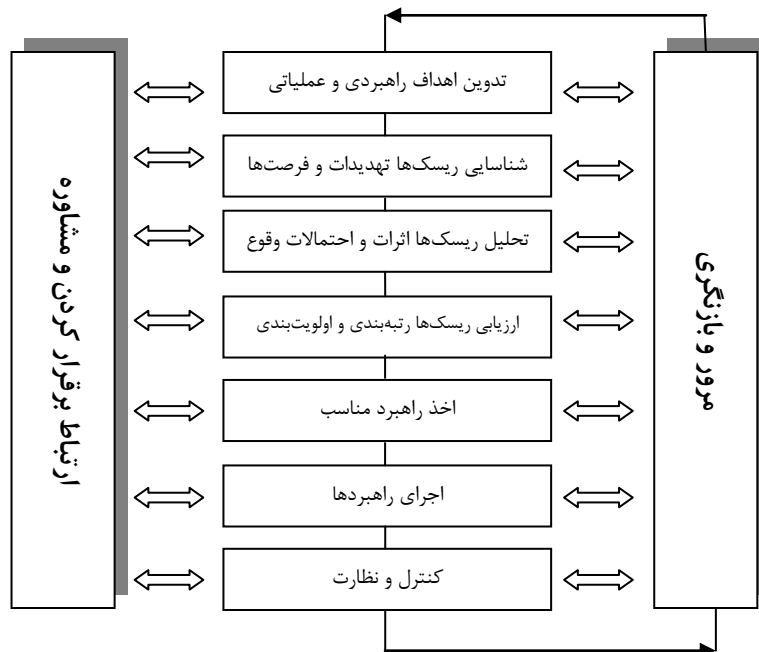 تدوین اهداف راهبردی و عملیاتی
شناسایی ریسک‌ها تهدیدات و فرصت‌ها
تحلیل ریسک‌ها اثرات و احتمالات وقوع
ارزیابی ریسک‌ها رتبه‌بندی و اولویت‌بندی
اخذ راهبرد مناسب
اجرای راهبردها
کنترل و نظارت
مرور و بازنگری
ارتباط برقرار کردن و مشاوره